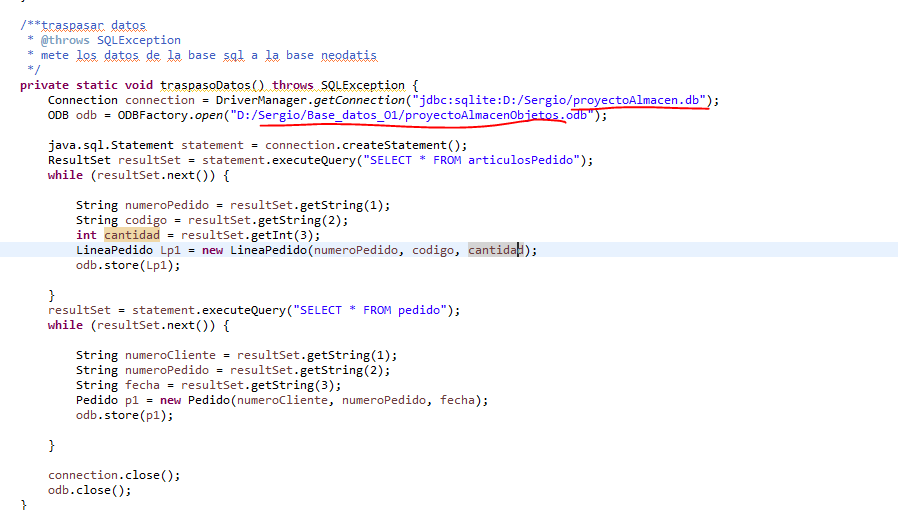 /**traspasar datos
 * @throws SQLException
 * mete los datos de la base sql a la base neodatis
 */
private static void traspasoDatos() throws SQLException {
    Connection connection = DriverManager.getConnection("jdbc:sqlite:D:/Sergio/proyectoAlmacen.db");
    ODB odb = ODBFactory.open("D:/Sergio/Base_datos_O1/proyectoAlmacenObjetos.odb");
    java.sql.Statement statement = connection.createStatement();
    ResultSet resultSet = statement.executeQuery("SELECT * FROM articulosPedido");
    while (resultSet.next()) {
        String numeroPedido = resultSet.getString(1);
        String codigo = resultSet.getString(2);
        int cantidad = resultSet.getInt(3);
        LineaPedido Lp1 = new LineaPedido(numeroPedido, codigo, cantidad);
        odb.store(Lp1);
    }
    resultSet = statement.executeQuery("SELECT * FROM pedido");
    while (resultSet.next()) {
        String numeroCliente = resultSet.getString(1);
        String numeroPedido = resultSet.getString(2);
        String fecha = resultSet.getString(3);
        Pedido p1 = new Pedido(numeroCliente, numeroPedido, fecha);
        odb.store(p1);
    }
    connection.close();
    odb.close();
}